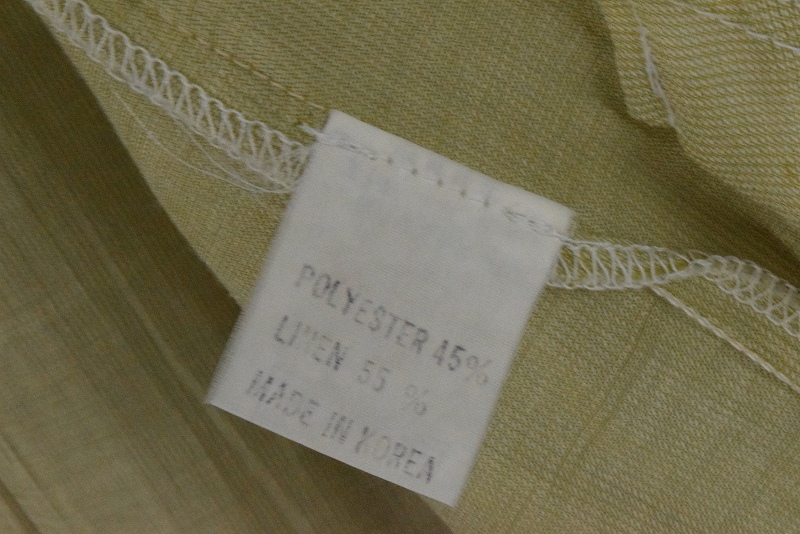 POLYESTER 45%
LINEN 55 %
MADE IN KOREA